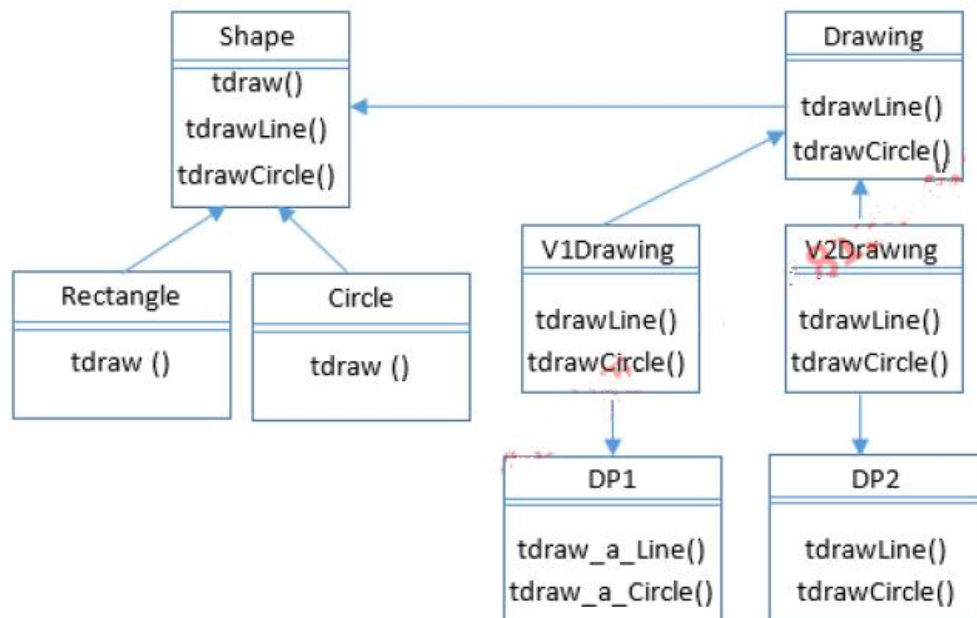 Shape
tdraw()
tdrawLine()
tdrawCircle()
Drawing
tdrawLine()
tdrawCircle()
Rectangle
tdraw ()
Circle
tdraw ()
V1Drawing
tdrawLine()
tdrawCircle()
V2Drawing
tdrawLine()
tdrawCircle()
DP1
tdraw_a_Line()
tdraw_a_Circle()
DP2
tdrawLine()
tdrawCircle()